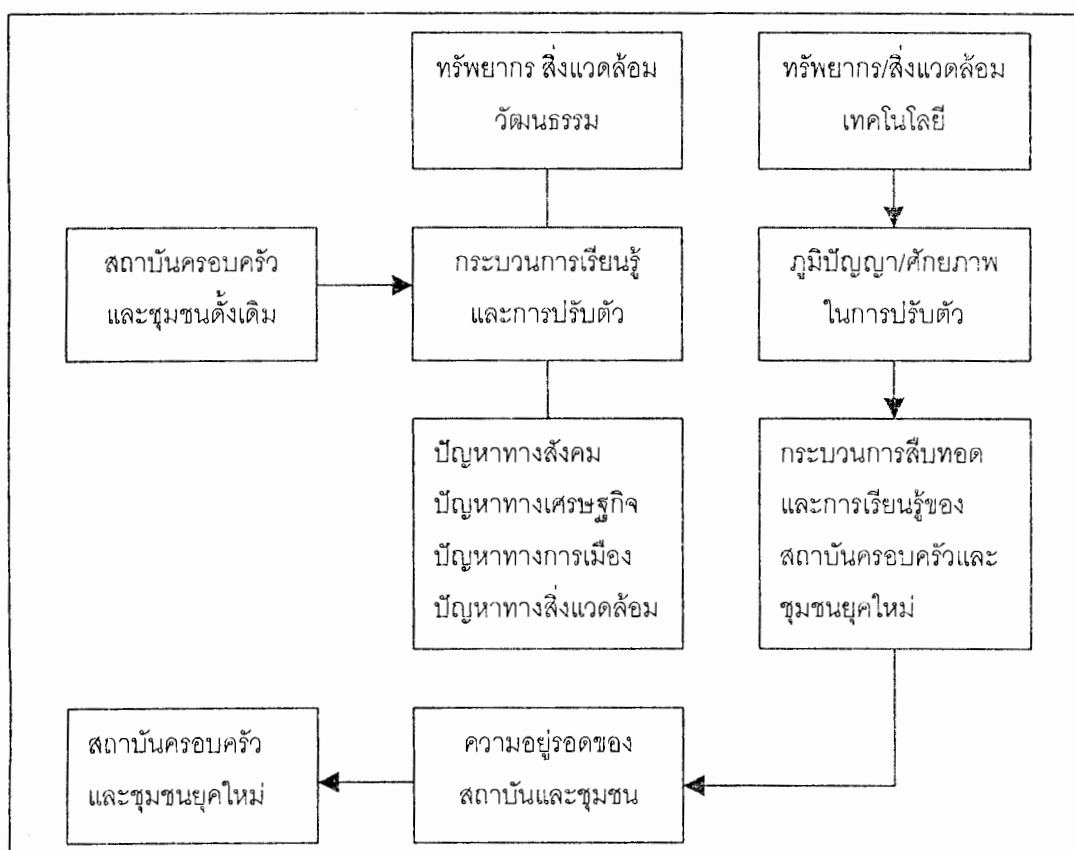 ทรัพยากร สิ่งแวดล้อม
วัฒนธรรม
ทรัพยากร/สิ่งแวดล้อม
เทคโนโลยี
สถาบันครอบครัว
และชุมชนดั้งเดิม
กระบวนการเรียนรู้
และการปรับตัว
ภูมิปัญญา/ศักยภาพ
ในการปรับตัว
ปัญหาทางสังคม
ปัญหาทางเศรษฐกิจ
ปัญหาทางการเมือง
ปัญหาทางสิ่งแวดล้อม
กระบวนการสืบทอด
และการเรียนรู้ของ
สถาบันครอบครัวและ
ชุมชนยุคใหม่
สถาบันครอบครัว
และชุมชนยุคใหม่
ความอยู่รอดของ
สถาบันและชุมชน